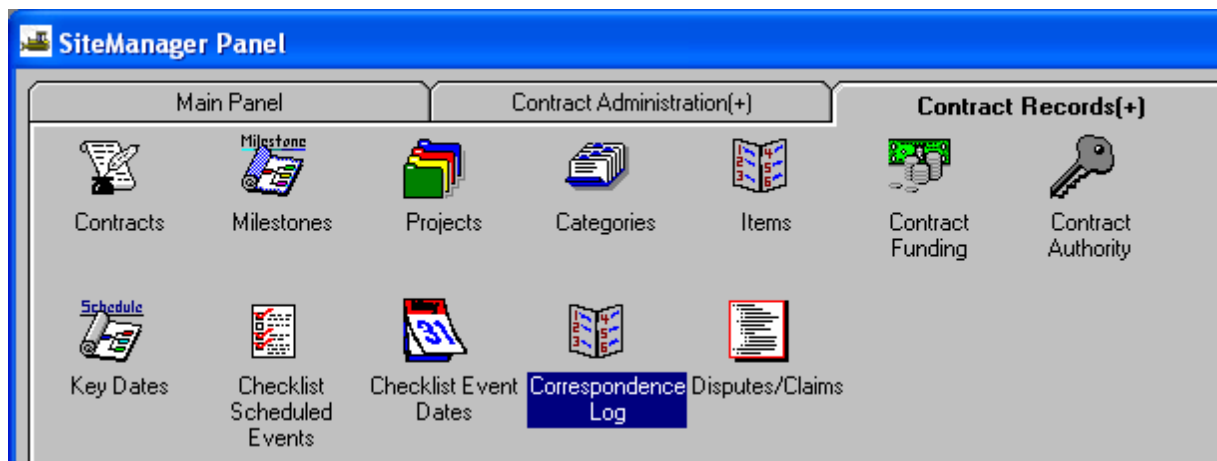 SiteManager Panel
Main Panel Contract Administration(+) Contract Records(+)
Milestone
Contracts Milestones Projects Categories Items Contract Funding Contract Authority
Schedule
31
Key Dates Checklist Scheduled Events Checklist Event Dates Correspondence Log Disputes/Claims